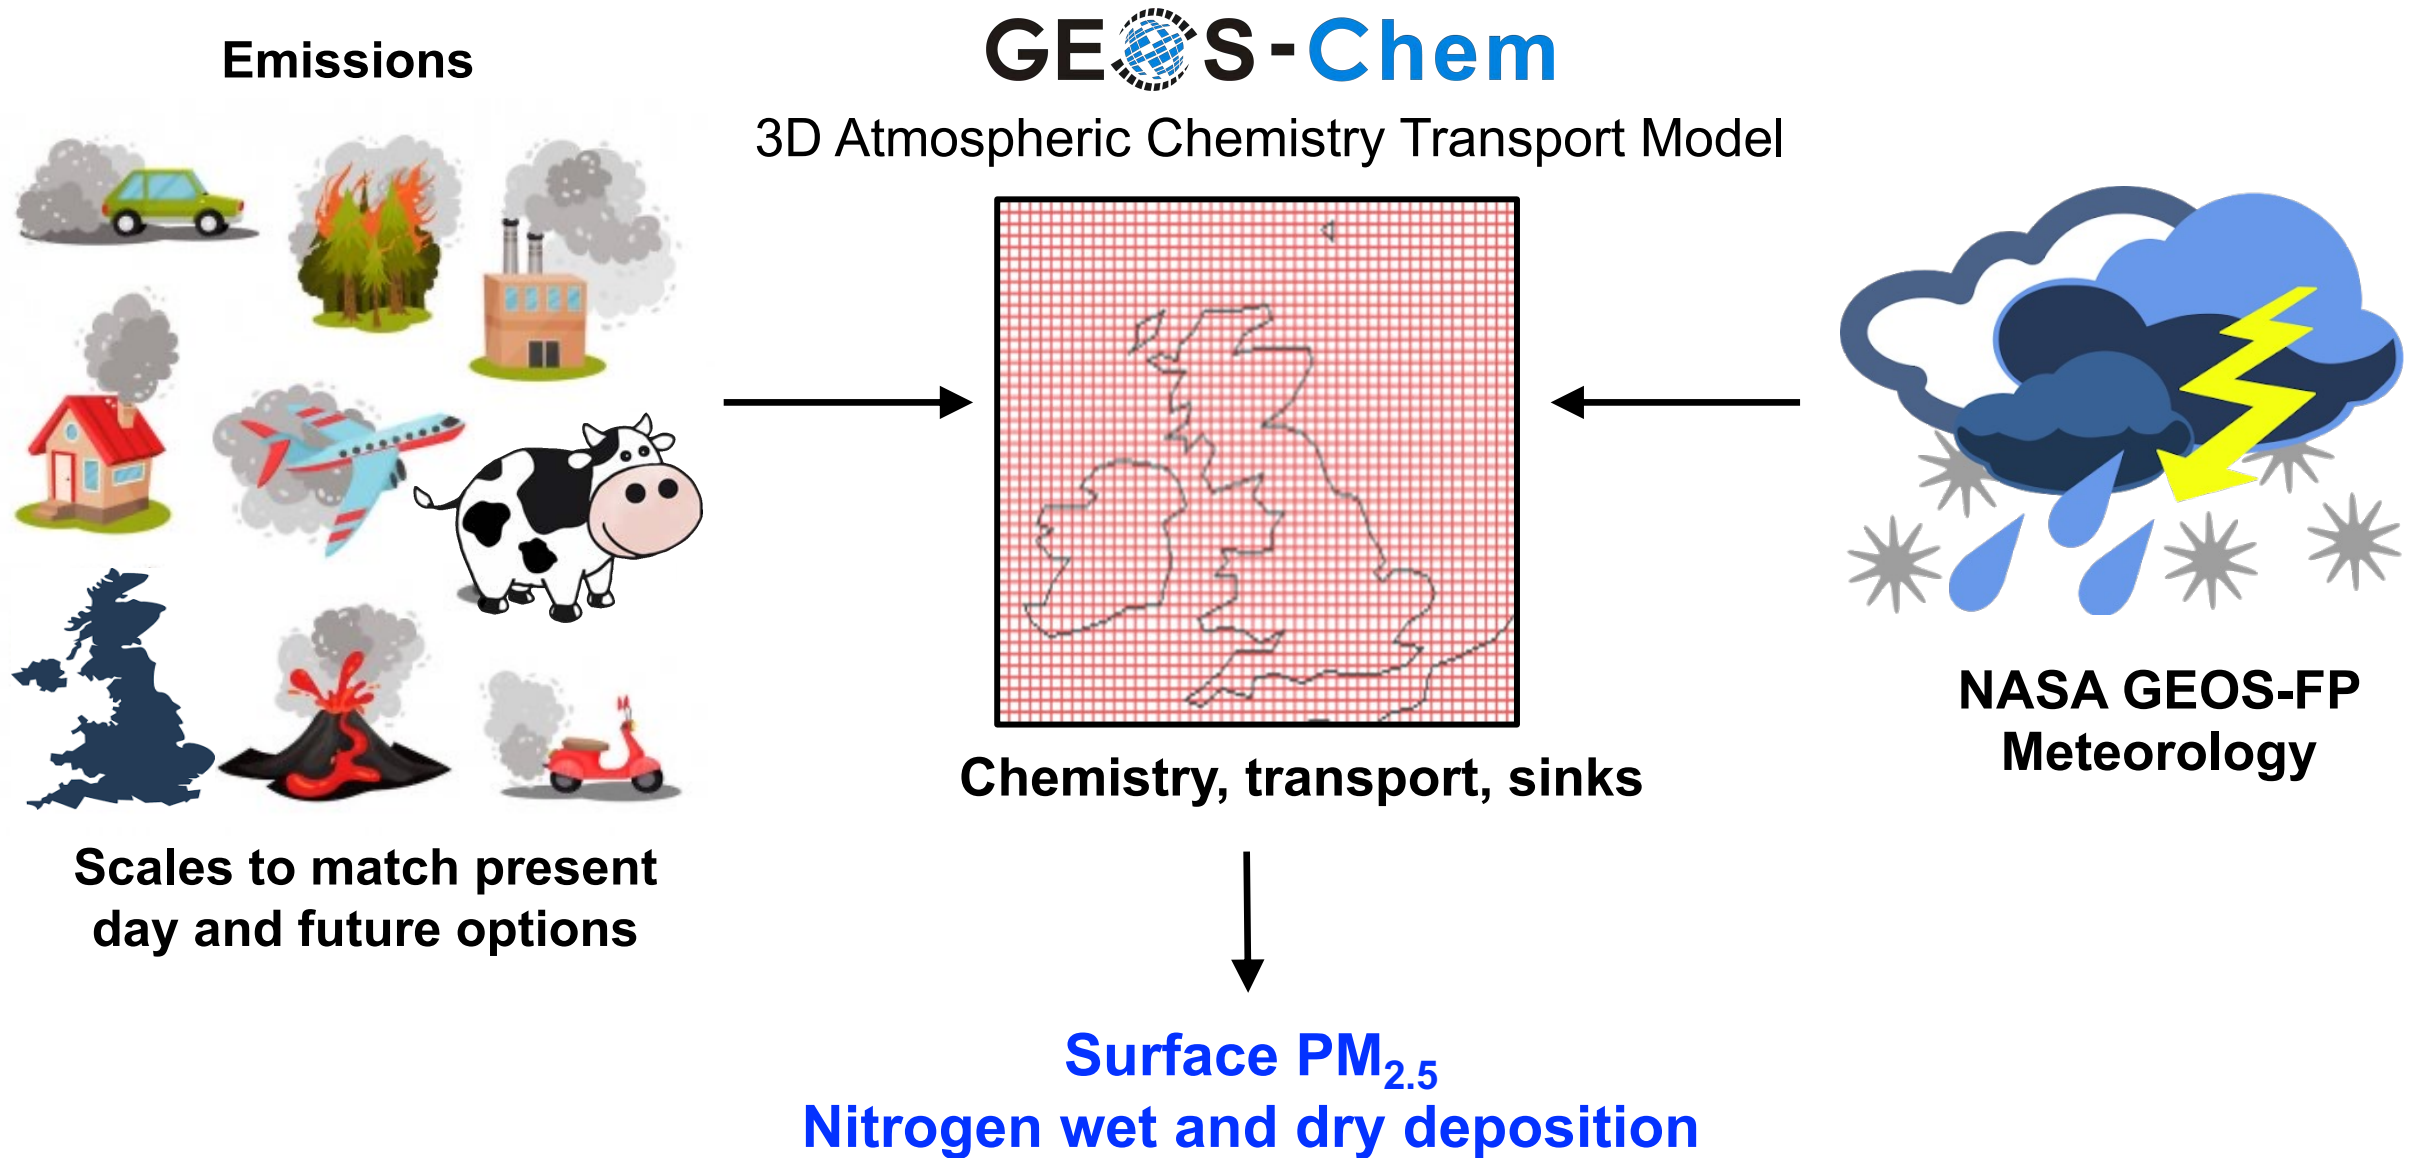 Emissions
GEOS-Chem
3D Atmospheric Chemistry Transport Model
Chemistry, transport, sinks
NASA GEOS-FP
Meteorology
Scales to match present
day and future options
Surface PM2.5
Nitrogen wet and dry deposition